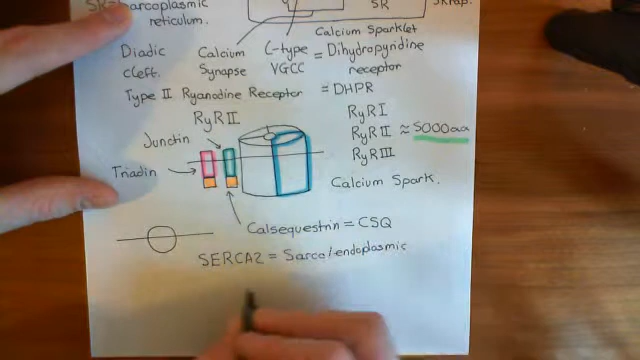 SR = Sarcoplasmic
reticulum.
SR
Calcium Sparklet
Diadic
cleft.
Calcium
Synapse
L-type
VGCC
= Dihydropyridine
receptor
Type II Ryanodine Receptor = DHPR
RyR II
RyR I
RyR II ≈ 5000aa
RyR III
Junctin
Triadin
Calcium Spark.
Calsequestrin = CSQ
SERCA2 = Sarco/endoplasmic